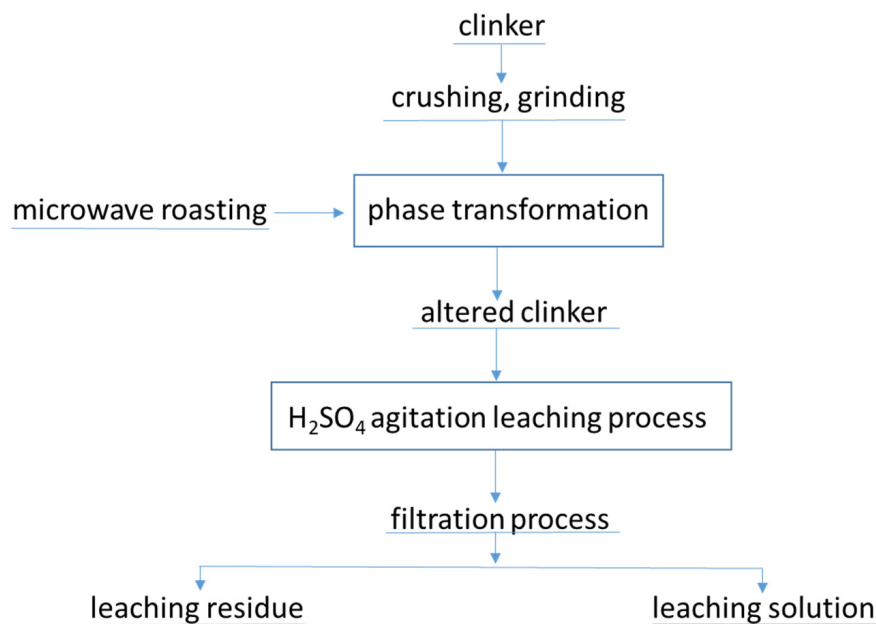 clinker
crushing, grinding
microwave roasting
phase transformation
altered clinker
H₂SO₄ agitation leaching process
filtration process
leaching residue
leaching solution